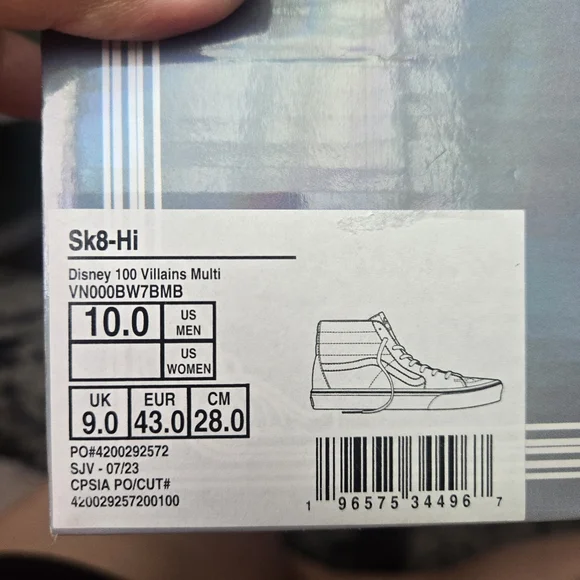 Sk8-Hi
Disney 100 Villains Multi
VN000BW7BMB
10.0 US MEN
US WOMEN
UK EUR CM
9.0 43.0 28.0
PO#4200292572
SJV - 07/23
CPSIA PO/CUT#
420029257200100
1 96575 34496 7